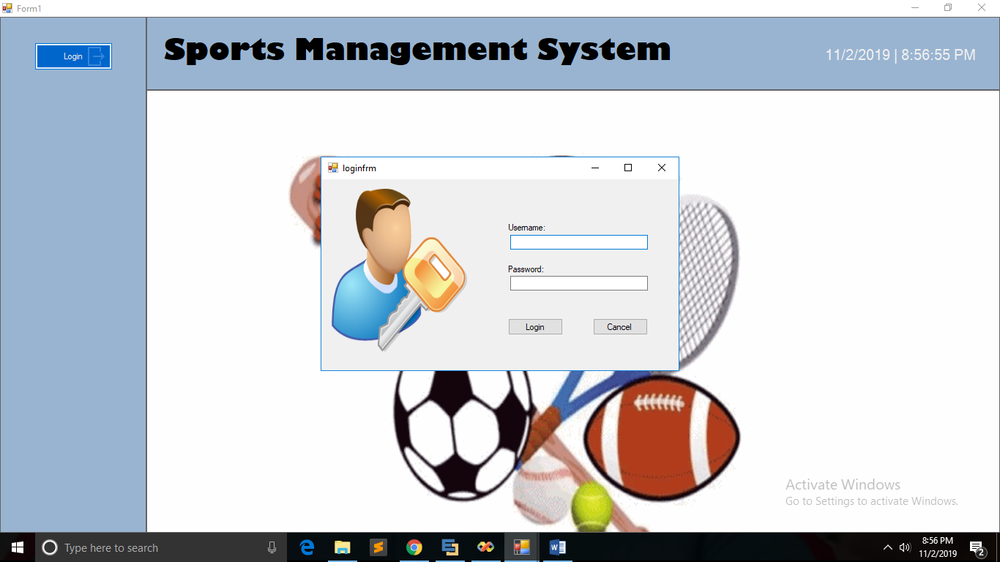 Form1
Login
Sports Management System
11/2/2019 | 8:56:55 PM
loginfrm
Username:
Password:
Login
Cancel
Activate Windows
Go to Settings to activate Windows.
Type here to search
8:56 PM
11/2/2019
2